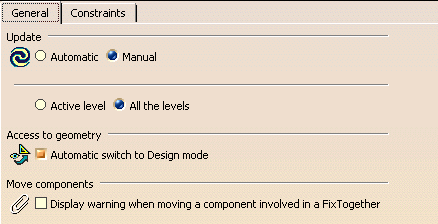 General Constraints
Update
Automatic Manual
Active level All the levels
Access to geometry
Automatic switch to Design mode
Move components
Display warning when moving a component involved in a FixTogether